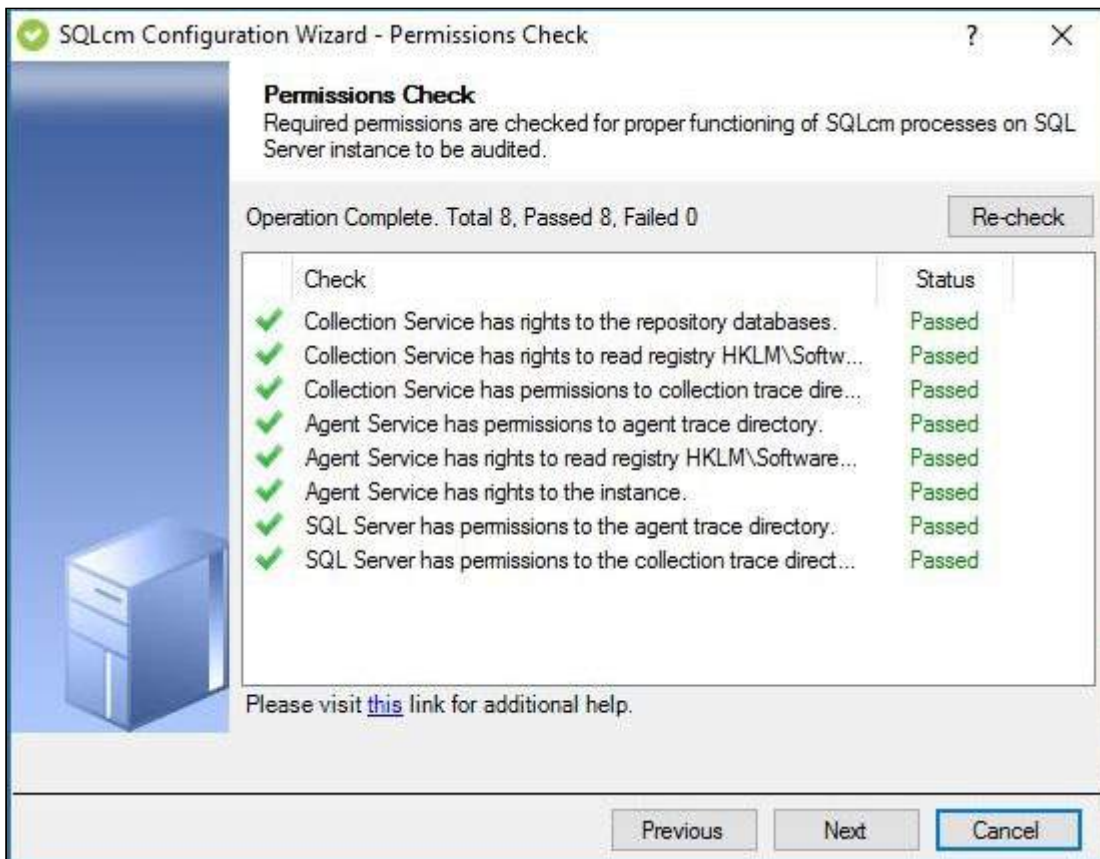 SQLcm Configuration Wizard - Permissions Check ? X
Permissions Check
Required permissions are checked for proper functioning of SQLcm processes on SQL
Server instance to be audited.
Operation Complete. Total 8, Passed 8, Failed 0 Re-check
Check Status
Collection Service has rights to the repository databases. Passed
Collection Service has rights to read registry HKLM\Softw... Passed
Collection Service has permissions to collection trace dire... Passed
Agent Service has permissions to agent trace directory. Passed
Agent Service has rights to read registry HKLM\Software... Passed
Agent Service has rights to the instance. Passed
SQL Server has permissions to the agent trace directory. Passed
SQL Server has permissions to the collection trace direct... Passed
Please visit this link for additional help.
Previous Next Cancel